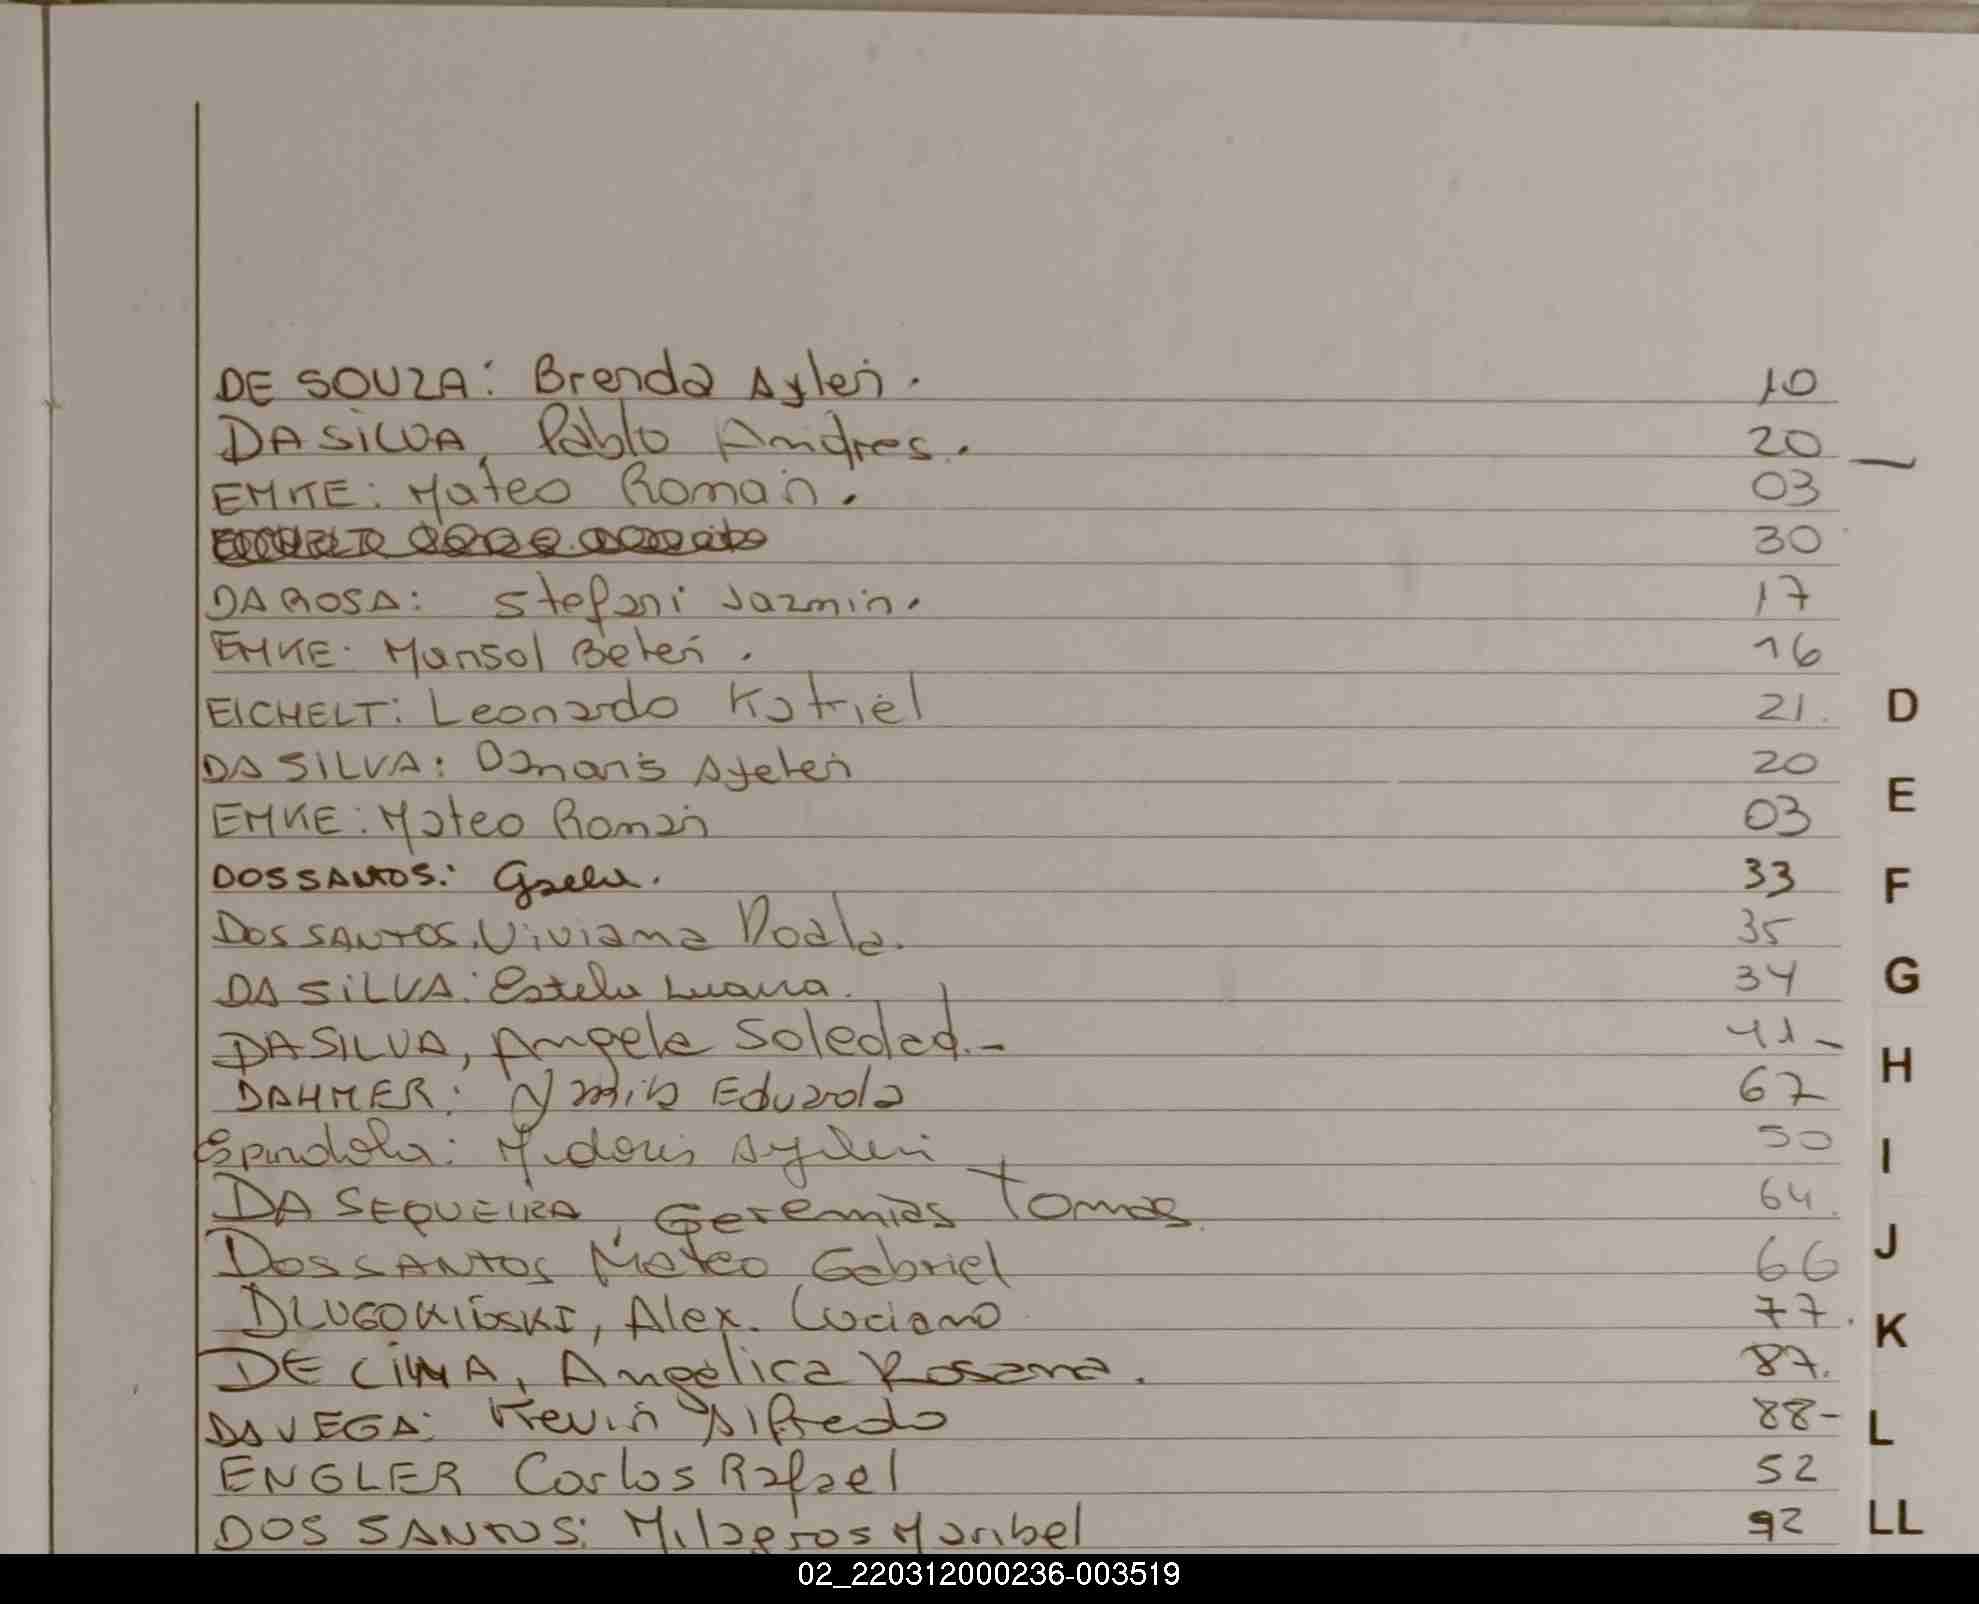 DE SOUZA: Brenda Aylen. 10
DA SILVA, Pablo Andres. 20
EMKE: Mateo Roman. 03
30
DA ROSA: Stefani Jazmin. 17
EMKE: Marisol Belen. 16
EICHELT: Leonardo Katriel 21.
DA SILVA: Damaris Ayelen 20
EMKE: Mateo Roman 03
DOS SANTOS: 33
DOS SANTOS, Viviana 35
DA SILVA: Estela Luana. 34
DA SILVA, Angela Soledad.- 41-
DAHMER: Eduarda 67
Espindola: Aylen 50
DA SEQUEIRA, Geremias Tomas. 64.
DOS SANTOS Mateo Gabriel 66
Alex. Luciano 77.
DE LIMA, Angelica Rosana. 87.
DA VEGA: Kevin Alfredo 88-
ENGLER Carlos Rafael 52
DOS SANTOS: Milagros Maribel 92
D
E
F
G
H
I
J
K
L
LL
02_220312000236-003519